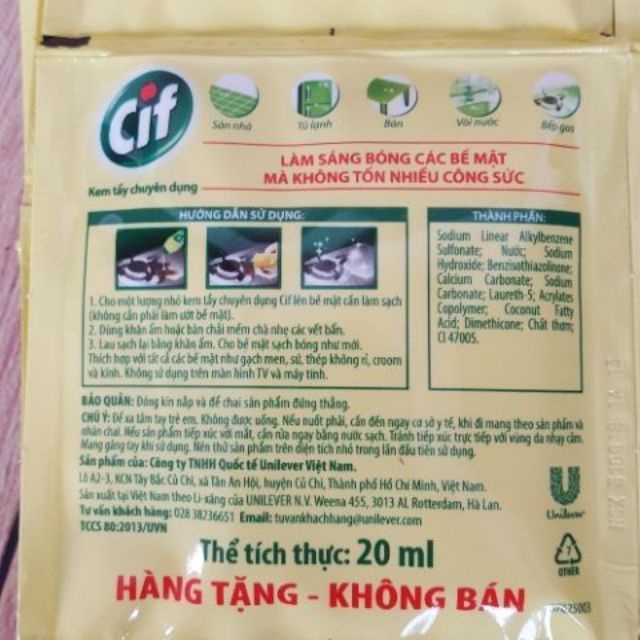 Cif
Kem tẩy chuyên dụng
Sàn nhà
Tủ lạnh
Bàn
Vòi nước
Bếp gas
LÀM SÁNG BÓNG CÁC BỀ MẶT
MÀ KHÔNG TỐN NHIỀU CÔNG SỨC
HƯỚNG DẪN SỬ DỤNG:
1. Cho một lượng nhỏ kem tẩy chuyên dụng Cif lên bề mặt cần làm sạch
(không cần phải làm ướt bề mặt).
2. Dùng khăn ẩm hoặc bàn chải mềm chà nhẹ các vết bẩn.
3. Lau sạch lại bằng khăn ẩm. Cho bề mặt sạch bóng như mới.
Thích hợp với tất cả các bề mặt như gạch men, sứ, thép không rỉ, croom
và kính. Không sử dụng trên màn hình TV và máy tính.
THÀNH PHẦN:
Sodium Linear Alkylbenzene
Sulfonate; Nước; Sodium
Hydroxide; Benzisothiazolinone;
Calcium Carbonate; Sodium
Carbonate; Laureth-5; Acrylates
Copolymer; Coconut Fatty
Acid; Dimethicone; Chất thơm;
CI 47005.
BẢO QUẢN: Đóng kín nắp và để chai sản phẩm đứng thẳng.
CHÚ Ý: Để xa tầm tay trẻ em. Không được uống. Nếu nuốt phải, cần đến ngay cơ sở y tế, khi đi mang theo sản phẩm và
nhãn chai. Nếu sản phẩm tiếp xúc với mắt, cần rửa ngay bằng nước sạch. Tránh tiếp xúc trực tiếp với vùng da nhạy cảm.
Mang găng tay khi sử dụng. Nên thử sản phẩm trên diện tích nhỏ trong lần đầu tiên sử dụng.
Sản phẩm của: Công ty TNHH Quốc tế Unilever Việt Nam.
Lô A2-3, KCN Tây Bắc Củ Chi, xã Tân An Hội, huyện Củ Chi, Thành phố Hồ Chí Minh, Việt Nam.
Sản xuất tại Việt Nam theo Li-xăng của UNILEVER N.V. Weena 455, 3013 AL Rotterdam, Hà Lan.
Tư vấn khách hàng: 028 38236651 Email: tuvankhachhang@unilever.com
TCCS 80:2013/UVN
Unilever
7
OTHER
Thể tích thực: 20 ml
HÀNG TẶNG - KHÔNG BÁN